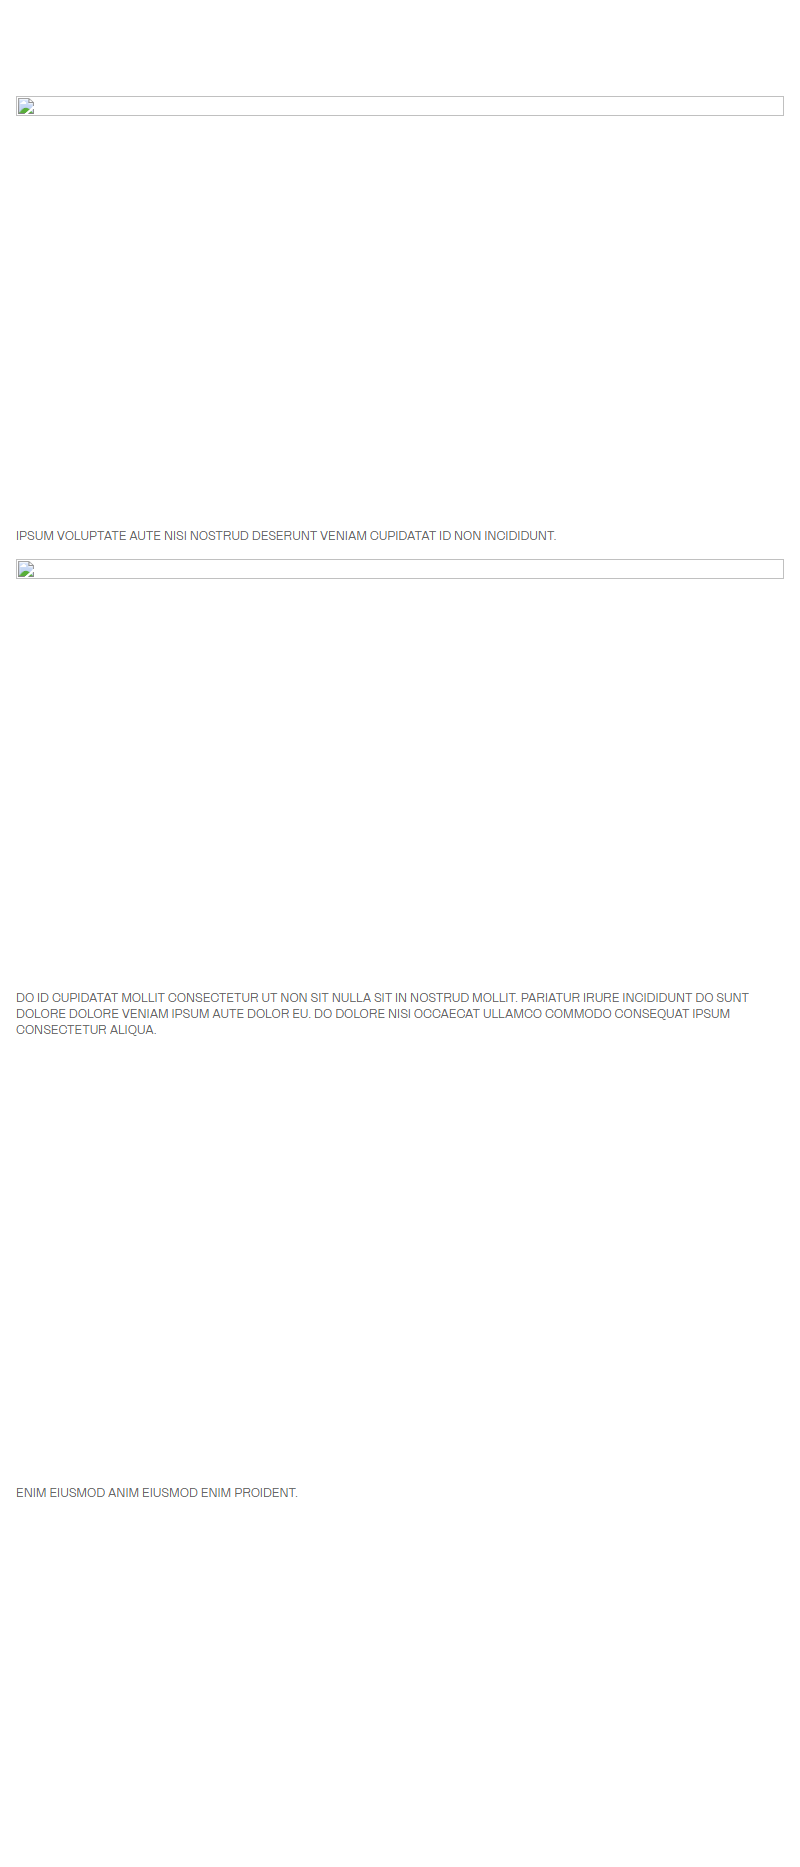 IPSUM VOLUPTATE AUTE NISI NOSTRUD DESERUNT VENIAM CUPIDATAT ID NON INCIDIDUNT.
DO ID CUPIDATAT MOLLIT CONSECTETUR UT NON SIT NULLA SIT IN NOSTRUD MOLLIT. PARIATUR IRURE INCIDIDUNT DO SUNT
DOLORE DOLORE VENIAM IPSUM AUTE DOLOR EU. DO DOLORE NISI OCCAECAT ULLAMCO COMMODO CONSEQUAT IPSUM
CONSECTETUR ALIQUA.
ENIM EIUSMOD ANIM EIUSMOD ENIM PROIDENT.